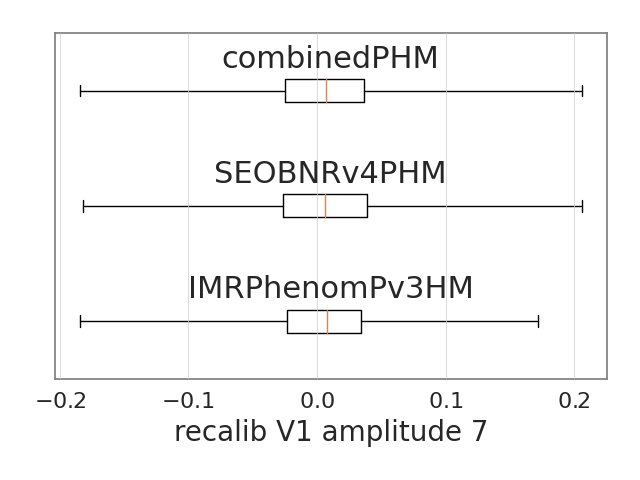 combinedPHM
SEOBNRv4PHM
IMRPhenomPv3HM
−0.2 −0.1 0.0 0.1 0.2
recalib V1 amplitude 7